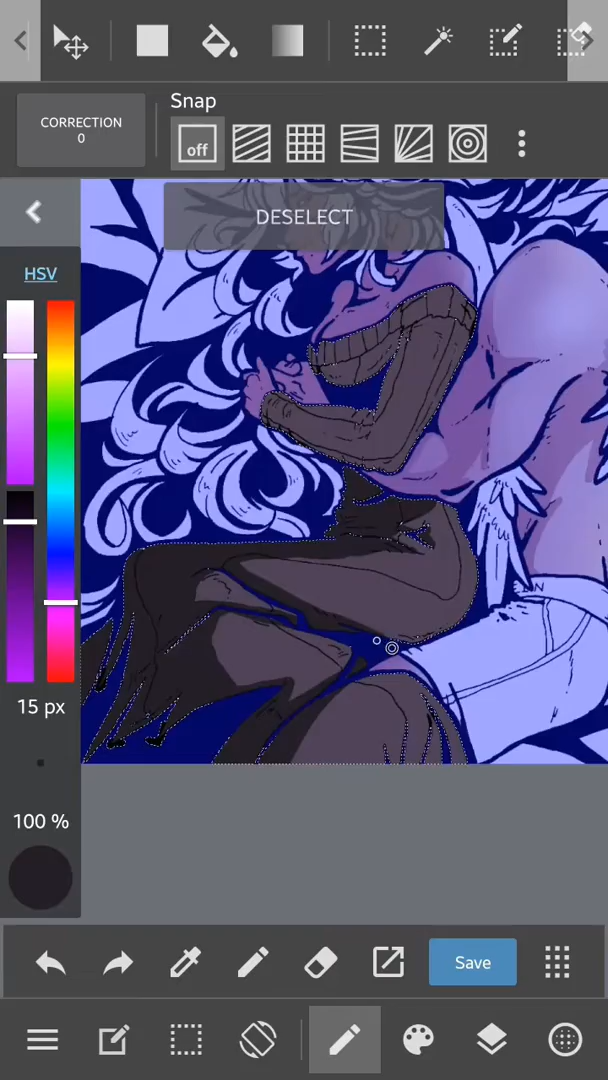 Snap
CORRECTION
0
off
DESELECT
HSV
15 px
100 %
Save